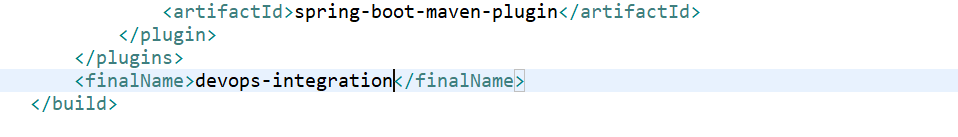 <artifactId>spring-boot-maven-plugin</artifactId>
</plugin>
</plugins>
<finalName>devops-integration</finalName>
</build>